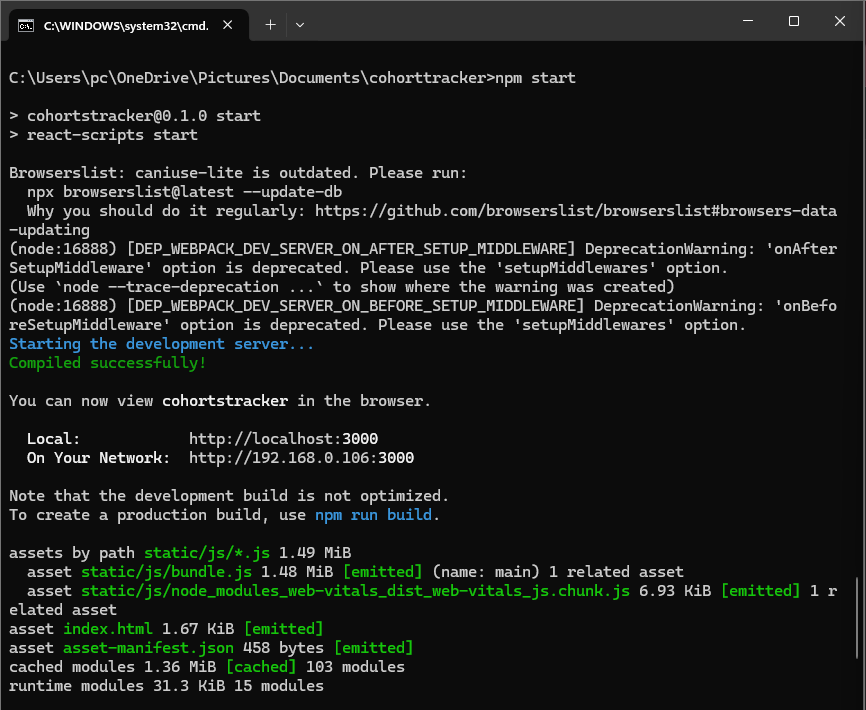 C:\WINDOWS\system32\cmd.
C:\Users\pc\OneDrive\Pictures\Documents\cohorttracker>npm start
> cohortstracker@0.1.0 start
> react-scripts start
Browserslist: caniuse-lite is outdated. Please run:
  npx browserslist@latest --update-db
  Why you should do it regularly: https://github.com/browserslist/browserslist#browsers-data
-updating
(node:16888) [DEP_WEBPACK_DEV_SERVER_ON_AFTER_SETUP_MIDDLEWARE] DeprecationWarning: 'onAfter
SetupMiddleware' option is deprecated. Please use the 'setupMiddlewares' option.
(Use `node --trace-deprecation ...` to show where the warning was created)
(node:16888) [DEP_WEBPACK_DEV_SERVER_ON_BEFORE_SETUP_MIDDLEWARE] DeprecationWarning: 'onBefo
reSetupMiddleware' option is deprecated. Please use the 'setupMiddlewares' option.
Starting the development server...
Compiled successfully!
You can now view cohortstracker in the browser.
  Local:            http://localhost:3000
  On Your Network:  http://192.168.0.106:3000
Note that the development build is not optimized.
To create a production build, use npm run build.
assets by path static/js/*.js 1.49 MiB
  asset static/js/bundle.js 1.48 MiB [emitted] (name: main) 1 related asset
  asset static/js/node_modules_web-vitals_dist_web-vitals_js.chunk.js 6.93 KiB [emitted] 1 r
elated asset
asset index.html 1.67 KiB [emitted]
asset asset-manifest.json 458 bytes [emitted]
cached modules 1.36 MiB [cached] 103 modules
runtime modules 31.3 KiB 15 modules